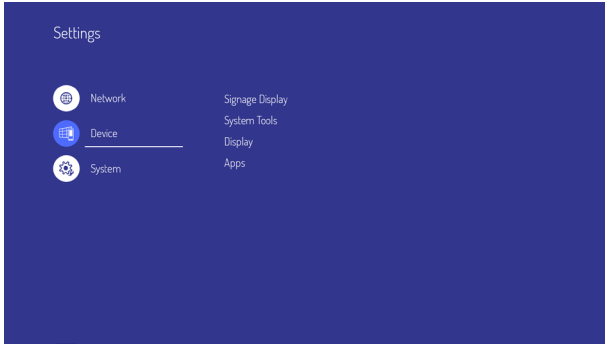 Settings
Network
Device
System
Signage Display
System Tools
Display
Apps